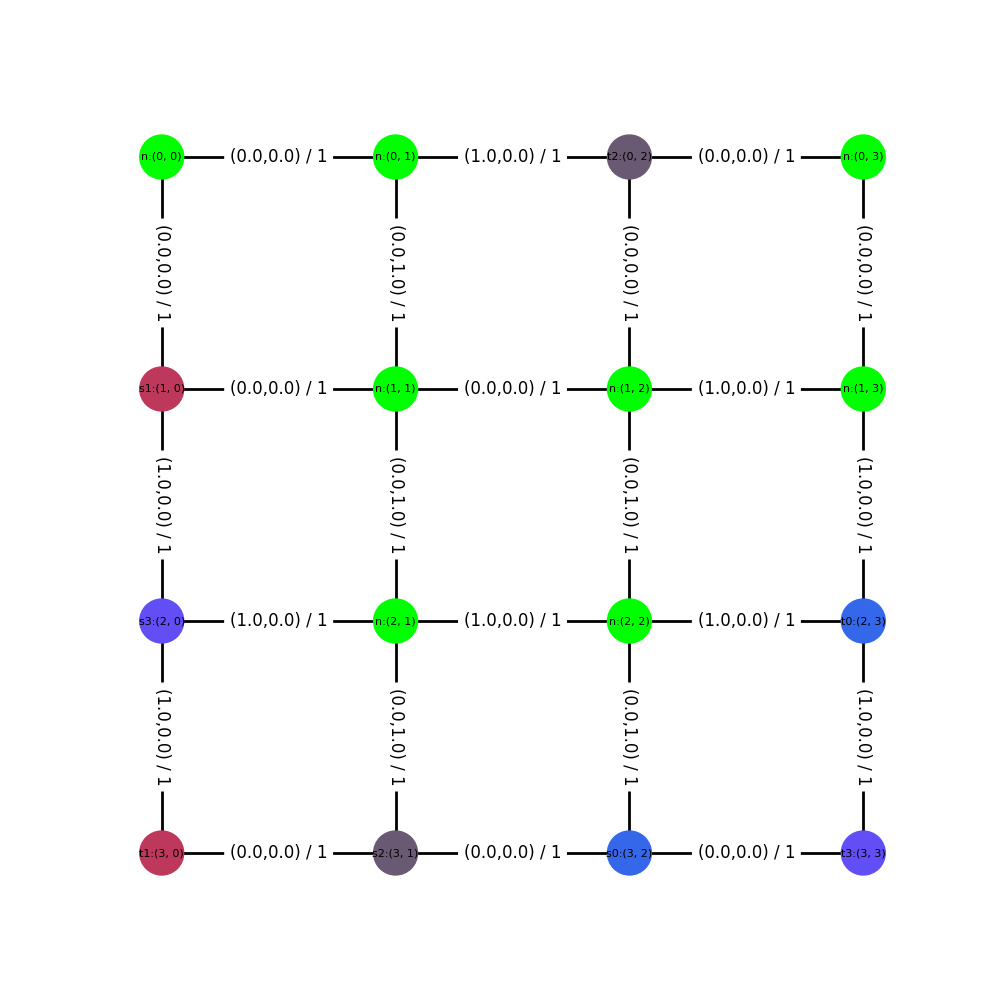 n:(0, 0) (0.0,0.0) / 1 n:(0, 1) (1.0,0.0) / 1 t2:(0, 2) (0.0,0.0) / 1 n:(0, 3)
(0.0,0.0) / 1 (0.0,1.0) / 1 (0.0,0.0) / 1 (0.0,0.0) / 1
s1:(1, 0) (0.0,0.0) / 1 n:(1, 1) (0.0,0.0) / 1 n:(1, 2) (1.0,0.0) / 1 n:(1, 3)
(1.0,0.0) / 1 (0.0,1.0) / 1 (0.0,1.0) / 1 (1.0,0.0) / 1
s3:(2, 0) (1.0,0.0) / 1 n:(2, 1) (1.0,0.0) / 1 n:(2, 2) (1.0,0.0) / 1 t0:(2, 3)
(1.0,0.0) / 1 (0.0,1.0) / 1 (0.0,1.0) / 1 (1.0,0.0) / 1
t1:(3, 0) (0.0,0.0) / 1 s2:(3, 1) (0.0,0.0) / 1 s0:(3, 2) (0.0,0.0) / 1 t3:(3, 3)